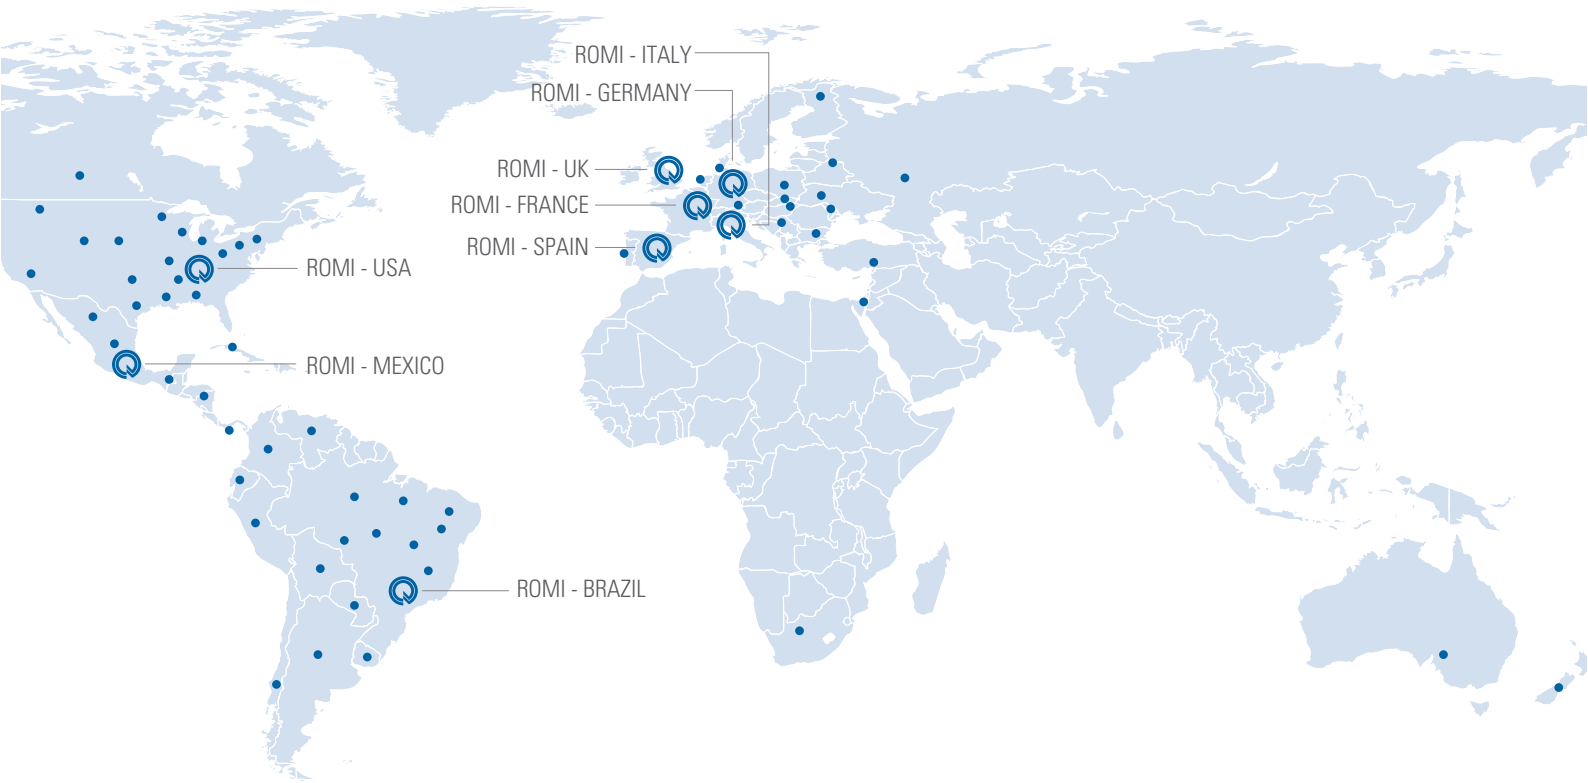 ROMI - ITALY
ROMI - GERMANY
ROMI - UK
ROMI - FRANCE
ROMI - SPAIN
ROMI - USA
ROMI - MEXICO
ROMI - BRAZIL